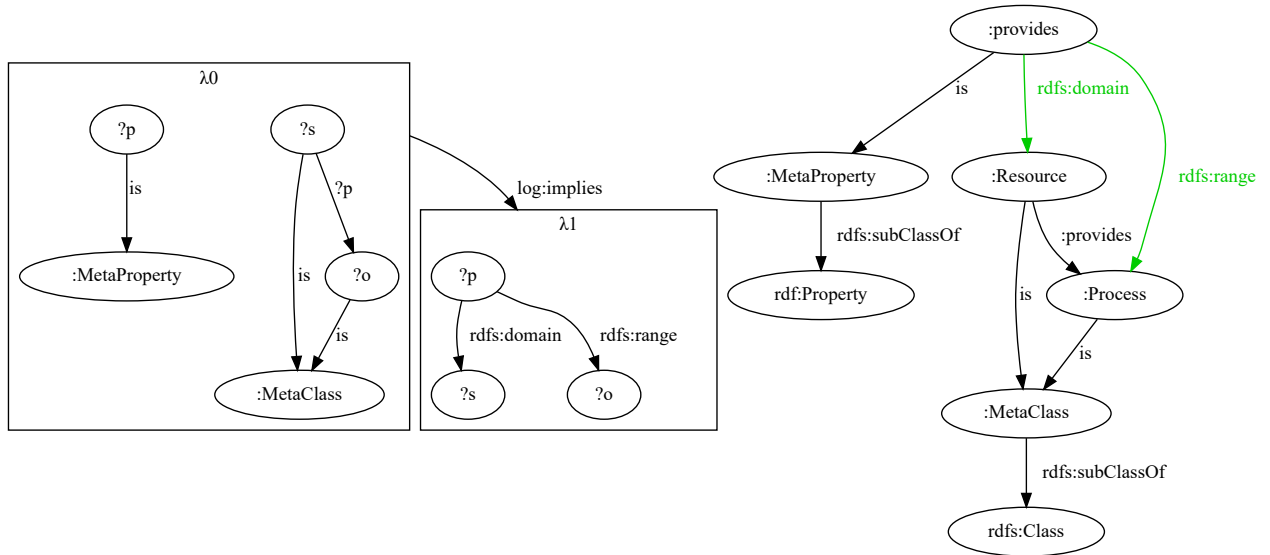 λ0
?p
?s
is
?p
:MetaProperty
is
?o
is
:MetaClass
log:implies
λ1
?p
rdfs:domain
rdfs:range
?s
?o
:provides
is
rdfs:domain
rdfs:range
:MetaProperty
:Resource
rdfs:subClassOf
:provides
rdf:Property
is
:Process
is
:MetaClass
rdfs:subClassOf
rdfs:Class